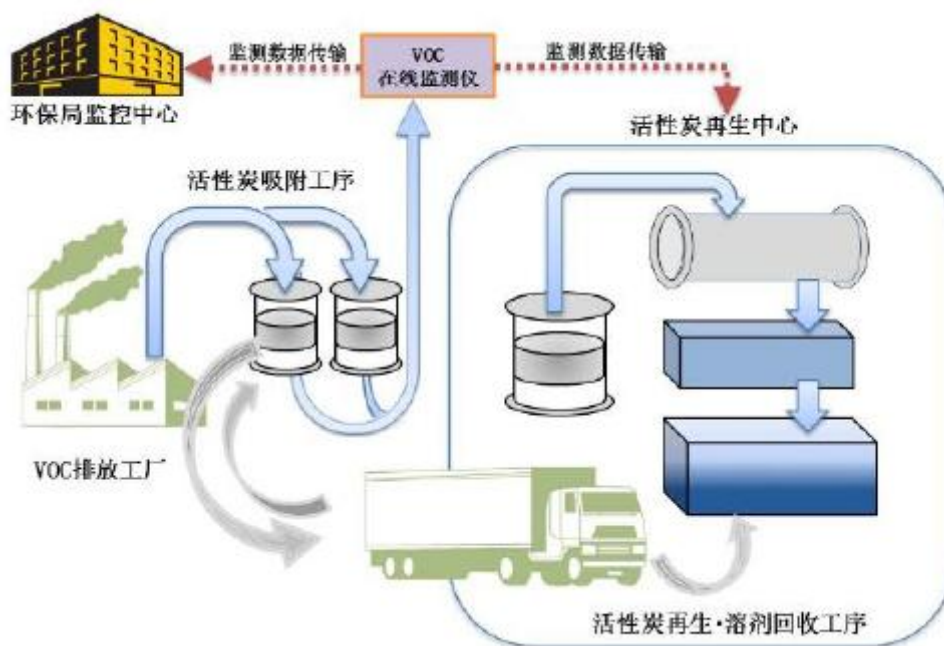 监测数据传输
VOC
在线监测仪
监测数据传输
环保局监控中心
活性炭再生中心
活性炭吸附工序
VOC排放工厂
活性炭再生·溶剂回收工序